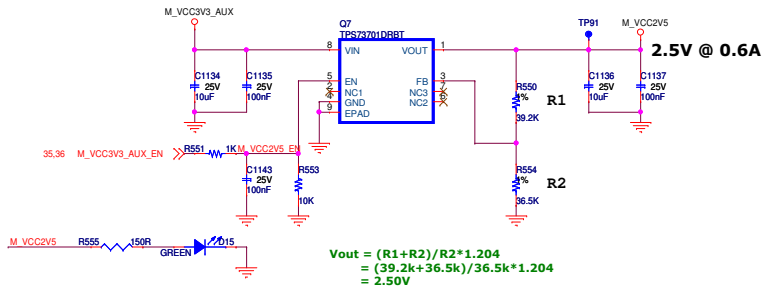 M_VCC3V3_AUX
Q7
TPS73701DRBT
TP91
M_VCC2V5
8 VIN VOUT 1
2.5V @ 0.6A
C1134
25V
10uF
C1135
25V
100nF
5 EN FB 3
2 NC1 NC3 7
4 GND NC2 6
9 EPAD
R550
1%
39.2K
R1
C1136
25V
10uF
C1137
25V
100nF
35,36 M_VCC3V3_AUX_EN
R551 1K
M_VCC2V5_EN
C1143
25V
100nF
R553
10K
R554
1%
36.5K
R2
M_VCC2V5
R555 150R
GREEN
D15
Vout = (R1+R2)/R2*1.204
= (39.2k+36.5k)/36.5k*1.204
= 2.50V